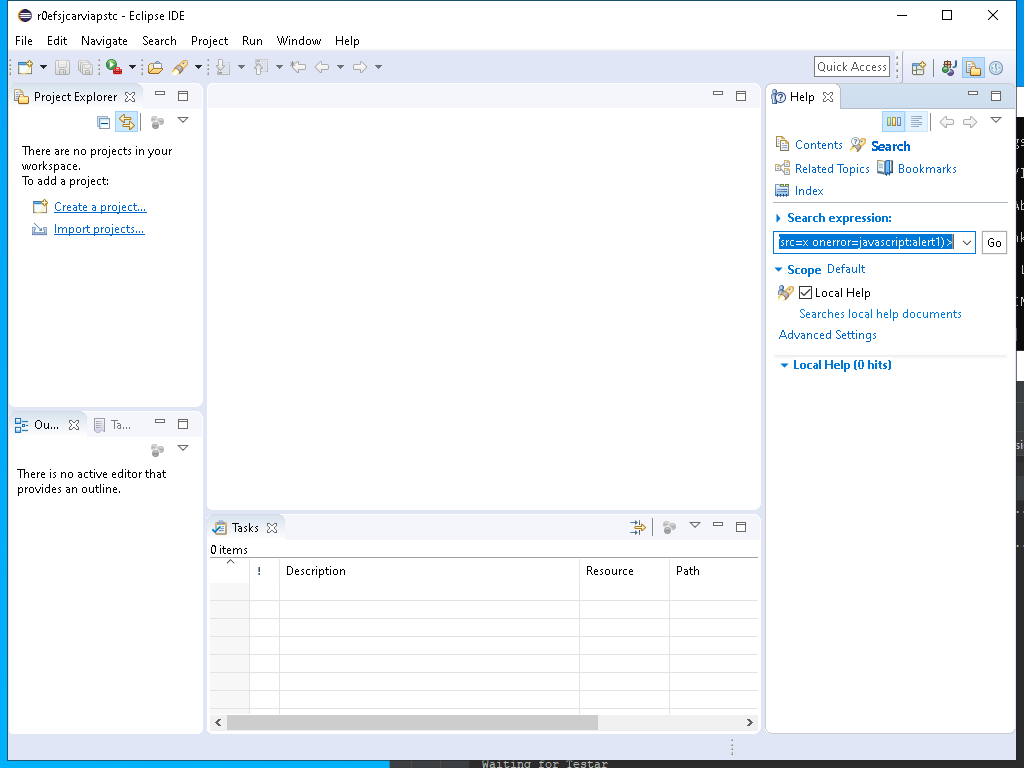 r0efsjcarviapstc - Eclipse IDE
File Edit Navigate Search Project Run Window Help
Quick Access
Project Explorer
There are no projects in your
workspace.
To add a project:
Create a project...
Import projects...
Ou...
Ta...
There is no active editor that
provides an outline.
Tasks
0 items
! Description Resource Path
Help
Contents Search
Related Topics Bookmarks
Index
Search expression:
src=x onerror=javascript:alert1)>
Go
Scope Default
Local Help
Searches local help documents
Advanced Settings
Local Help (0 hits)
Waiting for Testar